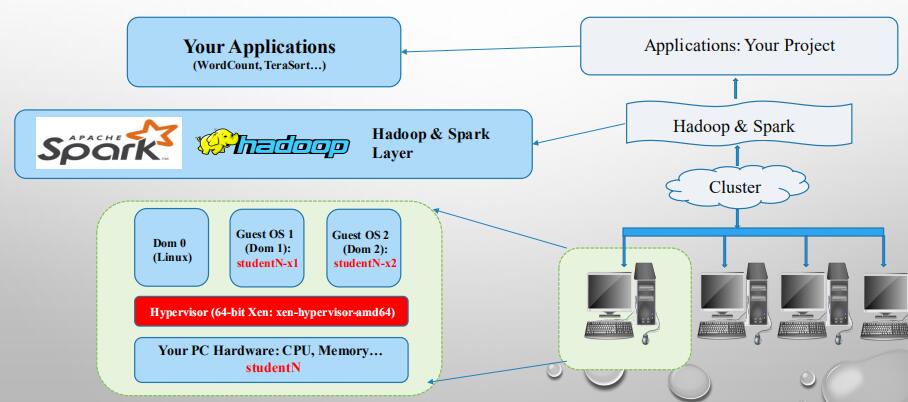 Your Applications
(WordCount, TeraSort…)
Applications: Your Project
APACHE
Spark™
hadoop
Hadoop & Spark
Layer
Hadoop & Spark
Cluster
Dom 0
(Linux)
Guest OS 1
(Dom 1):
studentN-x1
Guest OS 2
(Dom 2):
studentN-x2
Hypervisor (64-bit Xen: xen-hypervisor-amd64)
Your PC Hardware: CPU, Memory…
studentN